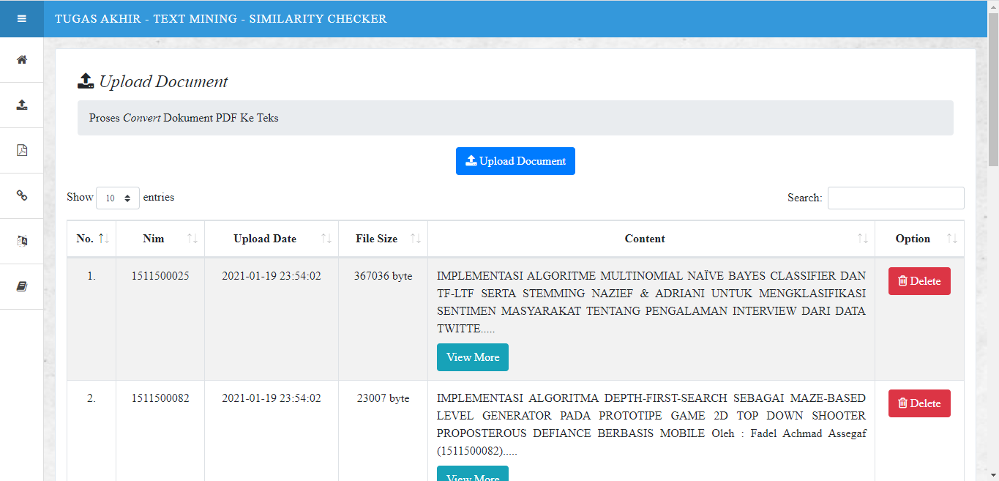 TUGAS AKHIR - TEXT MINING - SIMILARITY CHECKER
Upload Document
Proses Convert Dokument PDF Ke Teks
Upload Document
Show 10 entries
Search:
No. Nim Upload Date File Size Content Option
1. 1511500025 2021-01-19 23:54:02 367036 byte IMPLEMENTASI ALGORITME MULTINOMIAL NAÏVE BAYES CLASSIFIER DAN Delete
TF-LTF SERTA STEMMING NAZIEF & ADRIANI UNTUK MENGKLASIFIKASI
SENTIMEN MASYARAKAT TENTANG PENGALAMAN INTERVIEW DARI DATA
TWITTE.....
View More
2. 1511500082 2021-01-19 23:54:02 23007 byte IMPLEMENTASI ALGORITMA DEPTH-FIRST-SEARCH SEBAGAI MAZE-BASED Delete
LEVEL GENERATOR PADA PROTOTIPE GAME 2D TOP DOWN SHOOTER
PROPOSTEROUS DEFIANCE BERBASIS MOBILE Oleh : Fadel Achmad Assegaf
(1511500082).....
View More